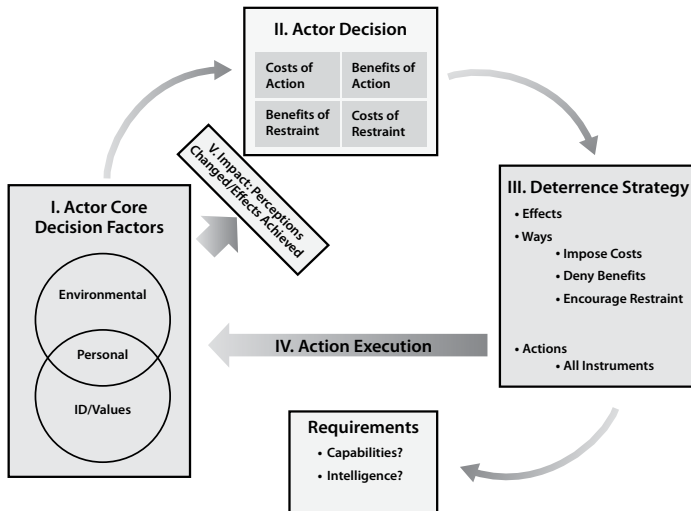 II. Actor Decision
Costs of
Action
Benefits of
Action
Benefits of
Restraint
Costs of
Restraint
V. Impact: Perceptions
Changed/Effects Achieved
I. Actor Core
Decision Factors
Environmental
Personal
ID/Values
III. Deterrence Strategy
• Effects
• Ways
• Impose Costs
• Deny Benefits
• Encourage Restraint
• Actions
• All Instruments
IV. Action Execution
Requirements
• Capabilities?
• Intelligence?